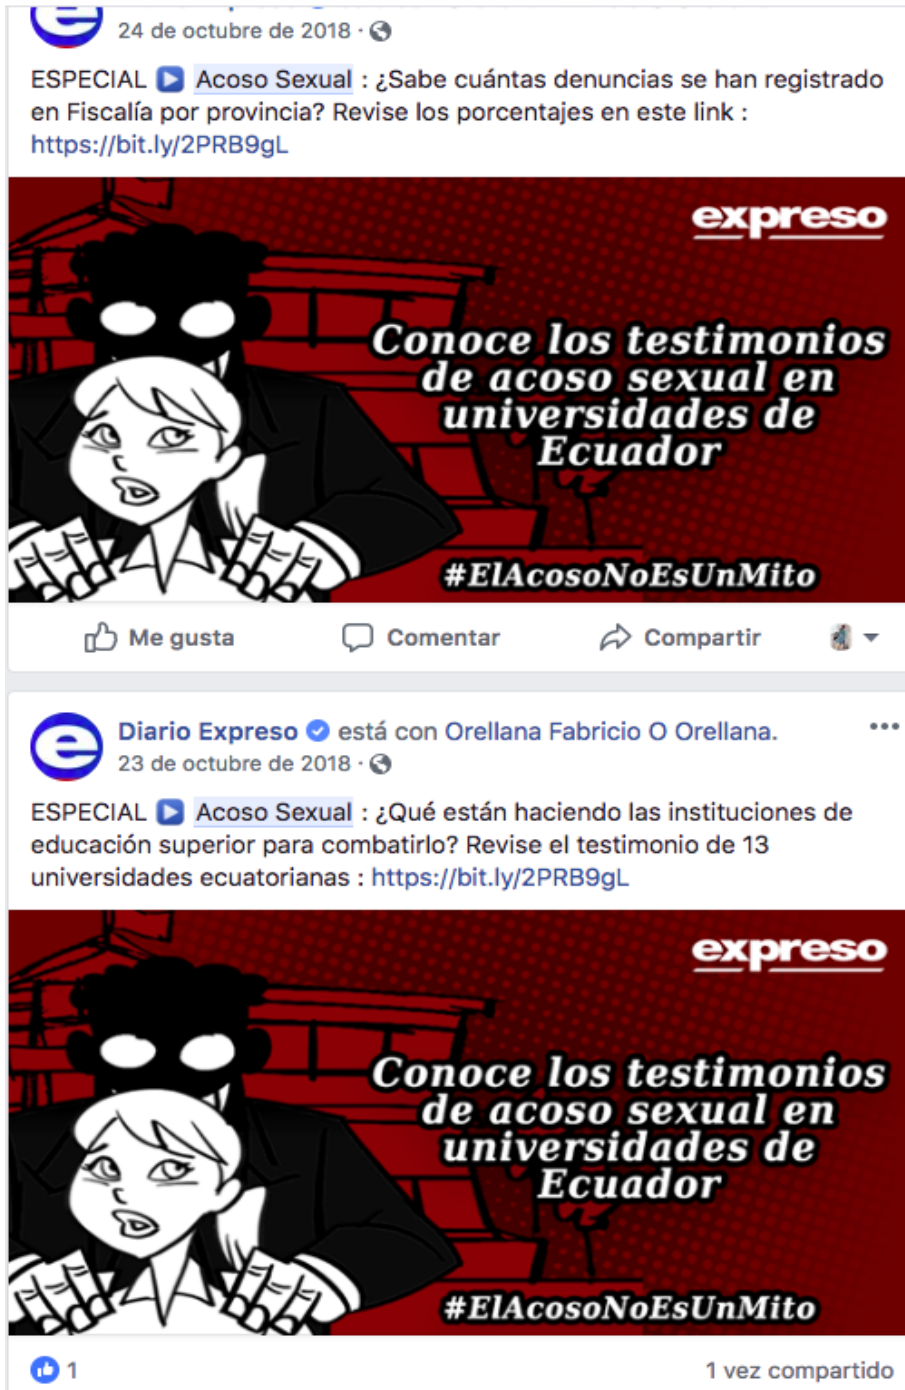 24 de octubre de 2018 ·
ESPECIAL Acoso Sexual : ¿Sabe cuántas denuncias se han registrado
en Fiscalía por provincia? Revise los porcentajes en este link :
https://bit.ly/2PRB9gL
expreso
Conoce los testimonios
de acoso sexual en
universidades de
Ecuador
#ElAcosoNoEsUnMito
Me gusta Comentar Compartir
Diario Expreso está con Orellana Fabricio O Orellana.
23 de octubre de 2018 ·
ESPECIAL Acoso Sexual : ¿Qué están haciendo las instituciones de
educación superior para combatirlo? Revise el testimonio de 13
universidades ecuatorianas : https://bit.ly/2PRB9gL
expreso
Conoce los testimonios
de acoso sexual en
universidades de
Ecuador
#ElAcosoNoEsUnMito
1 1 vez compartido